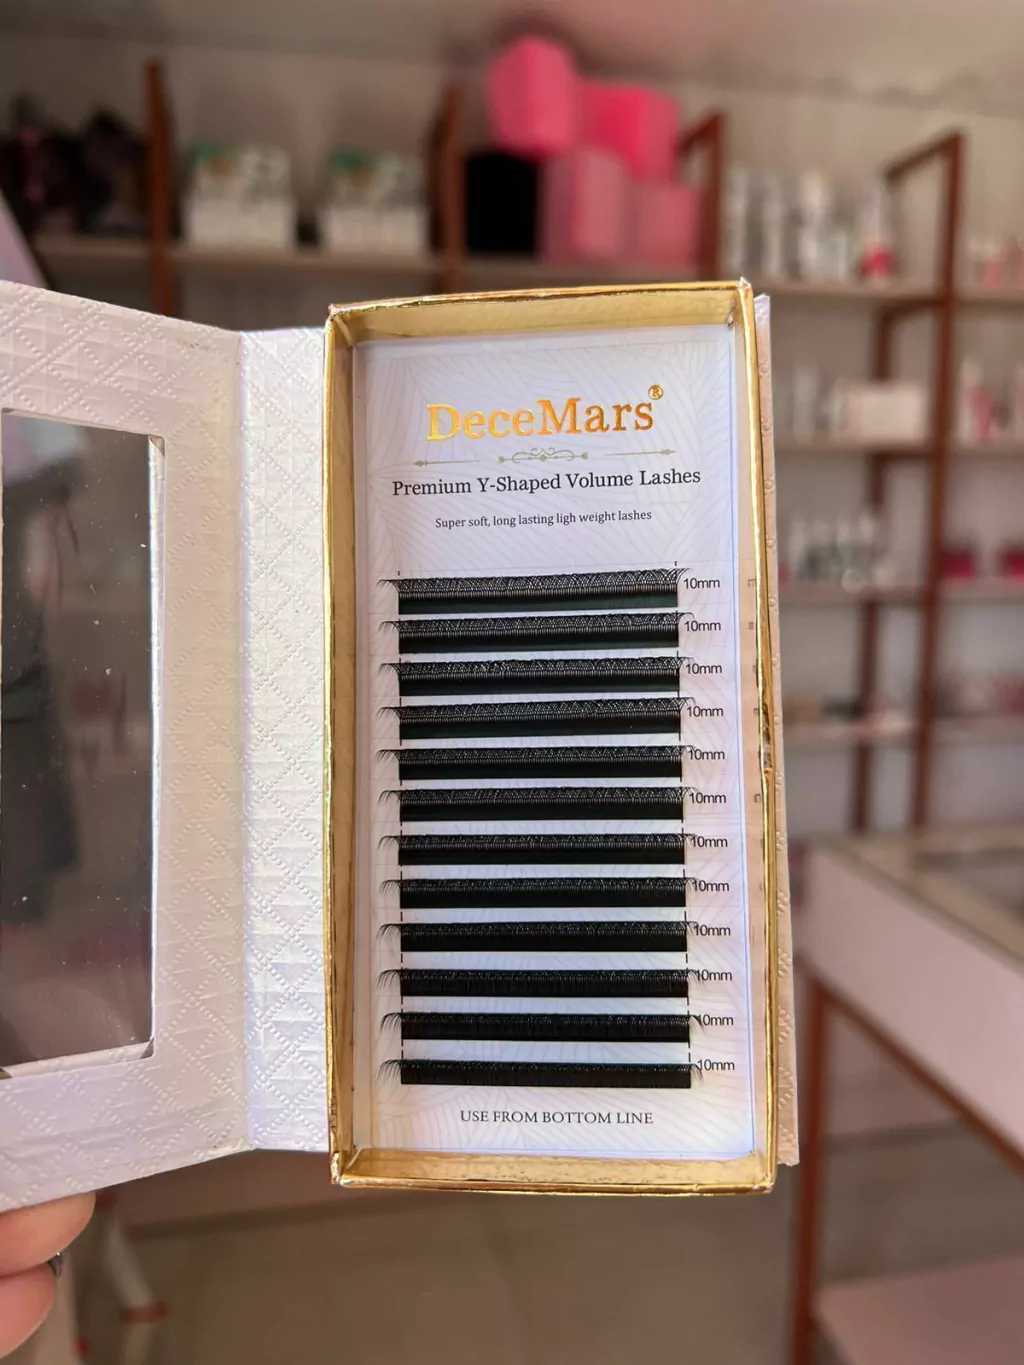 DeceMars®
Premium Y-Shaped Volume Lashes
Super soft, long lasting ligh weight lashes
10mm
10mm
10mm
10mm
10mm
10mm
10mm
10mm
10mm
10mm
10mm
10mm
USE FROM BOTTOM LINE